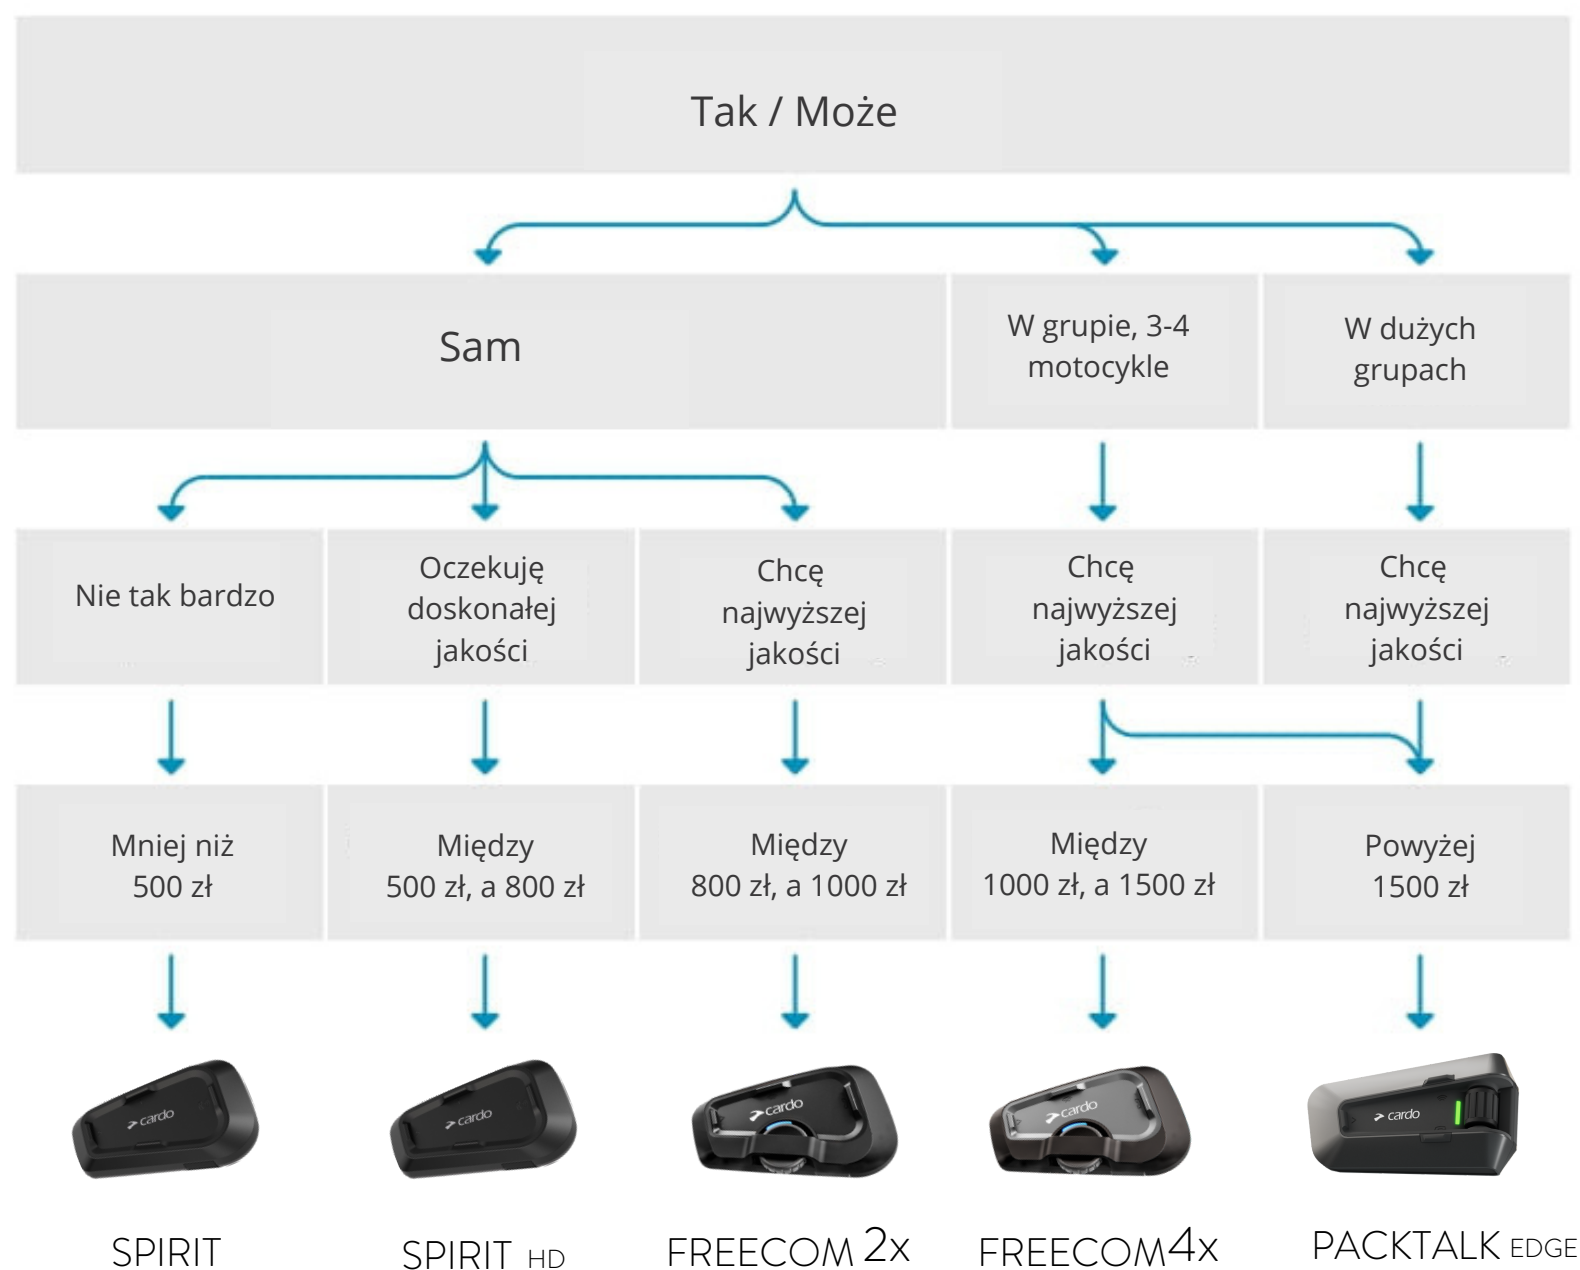 Tak / Może
Sam
W grupie, 3-4
motocykle
W dużych
grupach
Nie tak bardzo
Oczekuję
doskonałej
jakości
Chcę
najwyższej
jakości
Chcę
najwyższej
jakości
Chcę
najwyższej
jakości
Mniej niż
500 zł
Między
500 zł, a 800 zł
Między
800 zł, a 1000 zł
Między
1000 zł, a 1500 zł
Powyżej
1500 zł
cardo
cardo
cardo
cardo
cardo
SPIRIT
SPIRIT HD
FREECOM 2x
FREECOM 4x
PACKTALK EDGE